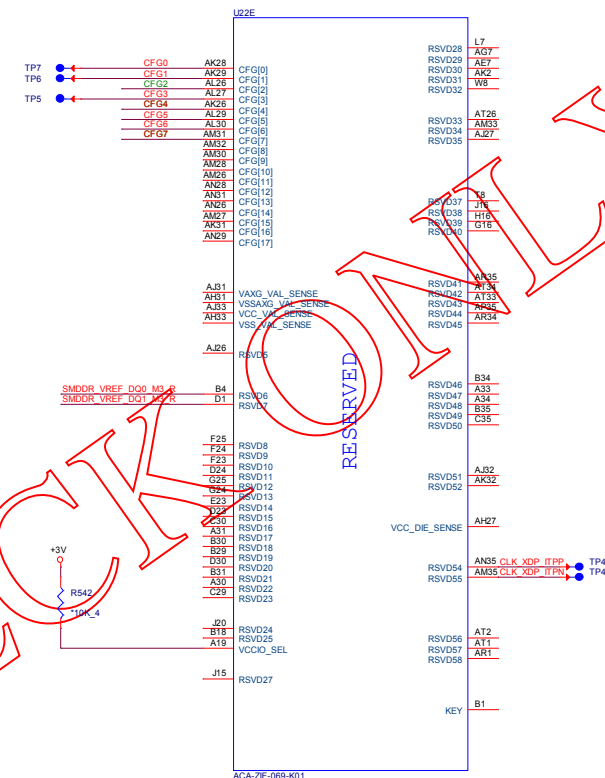 U22E
TP7
TP6
TP5
CFG0 AK28 CFG[0]
CFG1 AK29 CFG[1]
CFG2 AL26 CFG[2]
CFG3 AL27 CFG[3]
CFG4 AK26 CFG[4]
CFG5 AL29 CFG[5]
CFG6 AL30 CFG[6]
CFG7 AM31 CFG[7]
AM32 CFG[8]
AM30 CFG[9]
AM28 CFG[10]
AM26 CFG[11]
AN28 CFG[12]
AN31 CFG[13]
AN26 CFG[14]
AM27 CFG[15]
AK31 CFG[16]
AN29 CFG[17]
AJ31 VAXG_VAL_SENSE
AH31 VSSAXG_VAL_SENSE
AJ33 VCC_VAL_SENSE
AH33 VSS_VAL_SENSE
AJ26 RSVD5
SMDDR_VREF_DQ0_M3_R B4 RSVD6
SMDDR_VREF_DQ1_M3_R D1 RSVD7
F25 RSVD8
F24 RSVD9
F23 RSVD10
D24 RSVD11
G25 RSVD12
G24 RSVD13
E23 RSVD14
D23 RSVD15
C30 RSVD16
A31 RSVD17
B30 RSVD18
B29 RSVD19
D30 RSVD20
B31 RSVD21
A30 RSVD22
C29 RSVD23
+3V
R542
*10K_4
J20 RSVD24
B18 RSVD25
A19 VCCIO_SEL
J15 RSVD27
RESERVED
RSVD28 L7
RSVD29 AG7
RSVD30 AE7
RSVD31 AK2
RSVD32 W8
RSVD33 AT26
RSVD34 AM33
RSVD35 AJ27
RSVD37 T8
RSVD38 J16
RSVD39 H16
RSVD40 G16
RSVD41 AR35
RSVD42 AT34
RSVD43 AT33
RSVD44 AP35
RSVD45 AR34
RSVD46 B34
RSVD47 A33
RSVD48 A34
RSVD49 B35
RSVD50 C35
RSVD51 AJ32
RSVD52 AK32
VCC_DIE_SENSE AH27
RSVD54 AN35 CLK_XDP_ITPP TP4
RSVD55 AM35 CLK_XDP_ITPN TP4
RSVD56 AT2
RSVD57 AT1
RSVD58 AR1
KEY B1
ACA-ZIF-069-K01
CK ONL